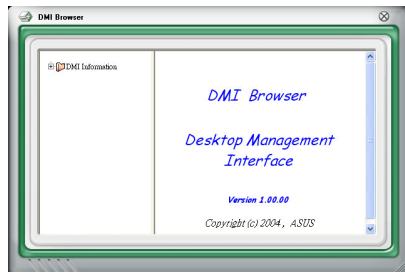 DMI Browser
DMI Information
DMI Browser
Desktop Management
Interface
Version 1.00.00
Copyright (c) 2004, ASUS